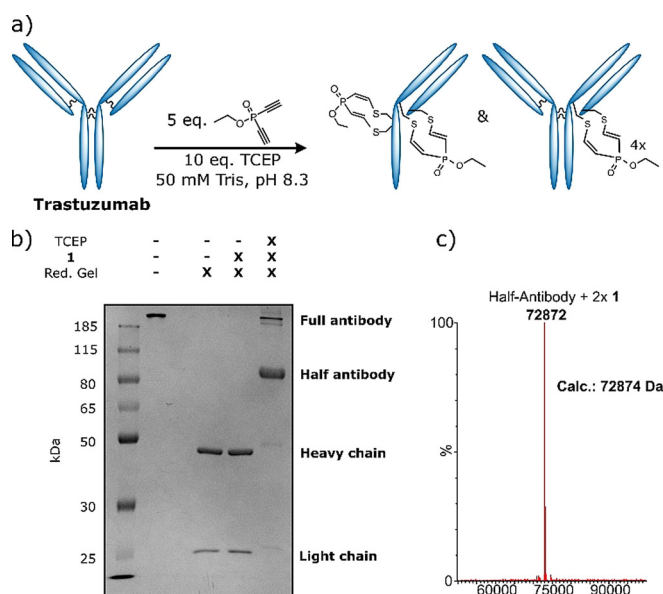 a)
5 eq.
O
P
O
10 eq. TCEP
50 mM Tris, pH 8.3
Trastuzumab
O
P
O
S
S
S
S
P
O
O
&
S
S
4x
P
O
O
b)
TCEP - - - X
1 - - X X
Red. Gel - X X X
kDa
185
115
80
65
50
30
25
Full antibody
Half antibody
Heavy chain
Light chain
c)
Half-Antibody + 2x 1
72872
100
Calc.: 72874 Da
%
0
60000 75000 90000